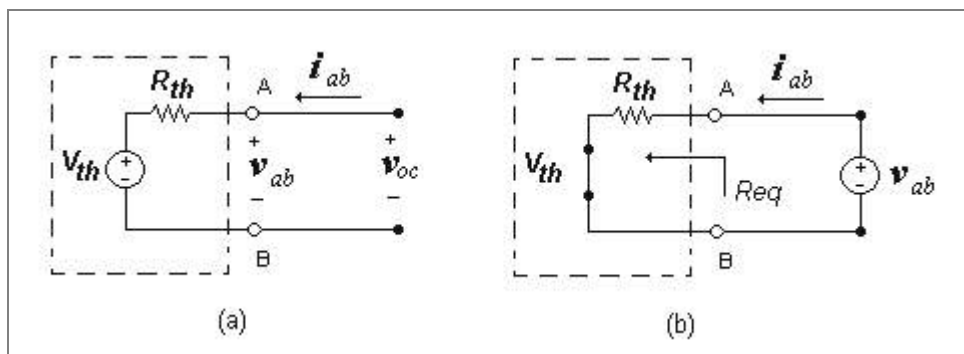 R_th
A
i_ab
+
+
V_th
+
-
v_ab
v_oc
-
-
B
(a)
R_th
A
i_ab
V_th
Req
+
-
v_ab
B
(b)